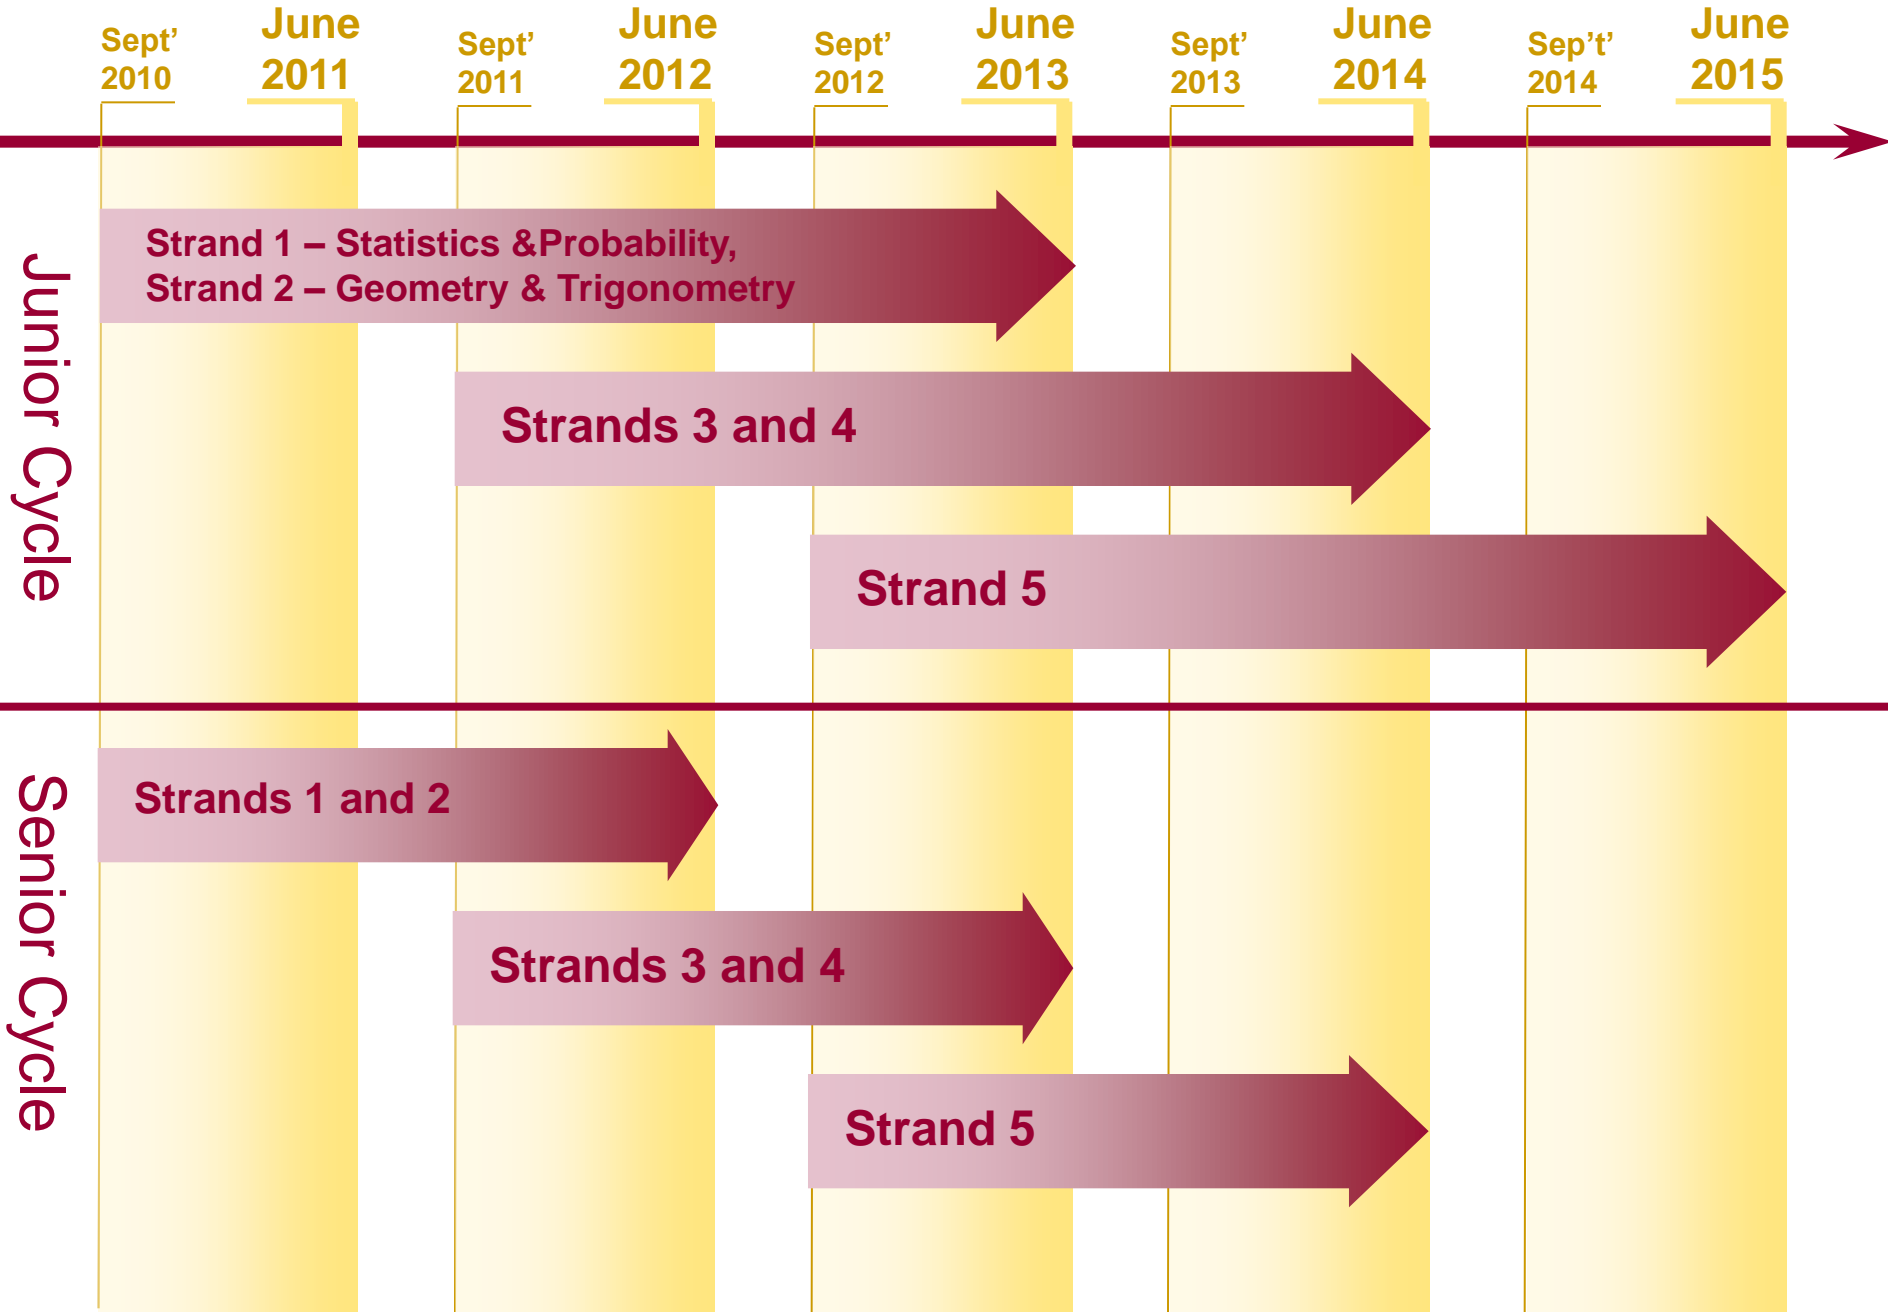 Sept’
2010
June
2011
Sept’
2011
June
2012
Sept’
2012
June
2013
Sept’
2013
June
2014
Sep’t’
2014
June
2015
Junior Cycle
Strand 1 – Statistics &Probability,
Strand 2 – Geometry & Trigonometry
Strands 3 and 4
Strand 5
Senior Cycle
Strands 1 and 2
Strands 3 and 4
Strand 5